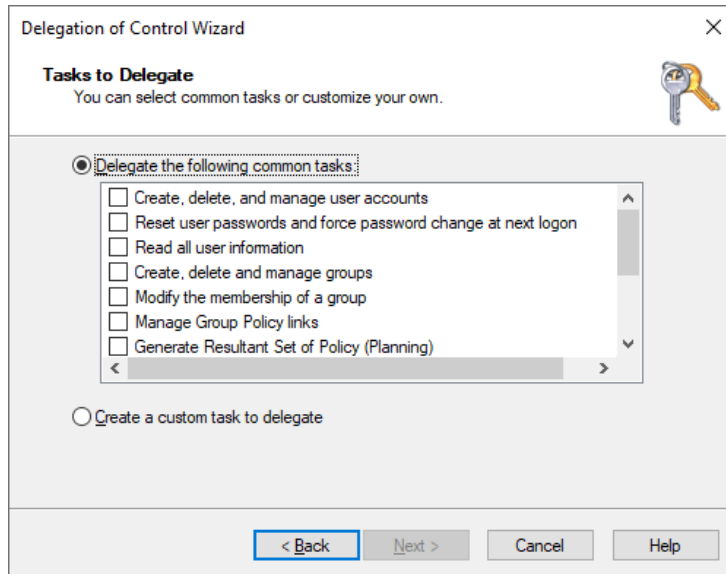 Delegation of Control Wizard
Tasks to Delegate
You can select common tasks or customize your own.
Delegate the following common tasks:
Create, delete, and manage user accounts
Reset user passwords and force password change at next logon
Read all user information
Create, delete and manage groups
Modify the membership of a group
Manage Group Policy links
Generate Resultant Set of Policy (Planning)
Create a custom task to delegate
< Back Next > Cancel Help